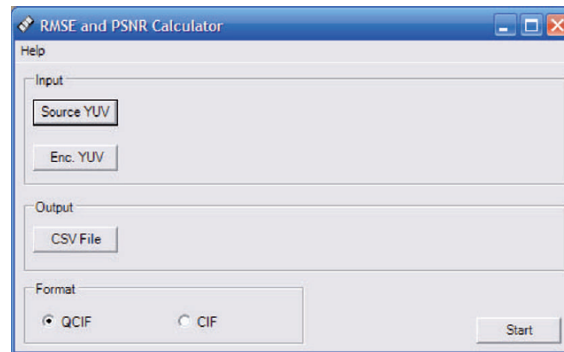 RMSE and PSNR Calculator
Help
Input
Source YUV
Enc. YUV
Output
CSV File
Format
QCIF CIF
Start